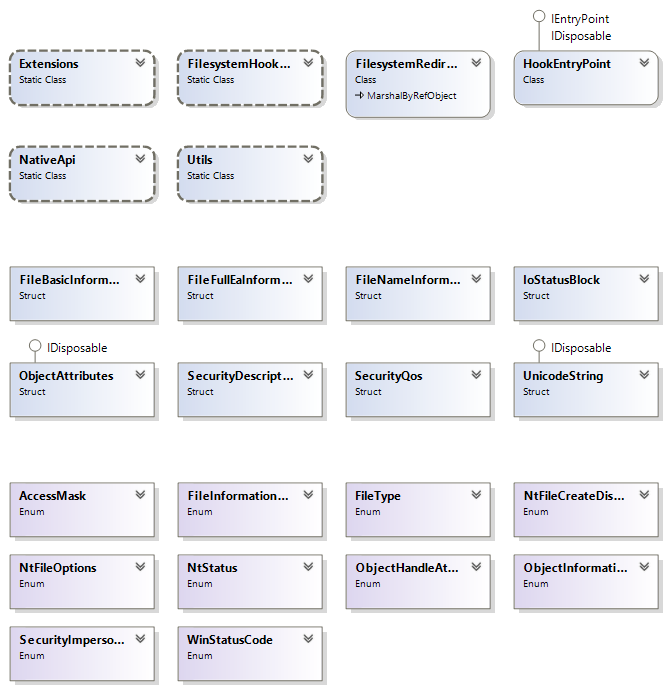 IEntryPoint
IDisposable
Extensions
Static Class
FilesystemHook...
Static Class
FilesystemRedir...
Class
MarshalByRefObject
HookEntryPoint
Class
NativeApi
Static Class
Utils
Static Class
FileBasicInform...
Struct
FileFullEaInform...
Struct
FileNameInform...
Struct
IoStatusBlock
Struct
IDisposable
ObjectAttributes
Struct
SecurityDescript...
Struct
SecurityQos
Struct
IDisposable
UnicodeString
Struct
AccessMask
Enum
FileInformation...
Enum
FileType
Enum
NtFileCreateDis...
Enum
NtFileOptions
Enum
NtStatus
Enum
ObjectHandleAt...
Enum
ObjectInformati...
Enum
SecurityImperso...
Enum
WinStatusCode
Enum